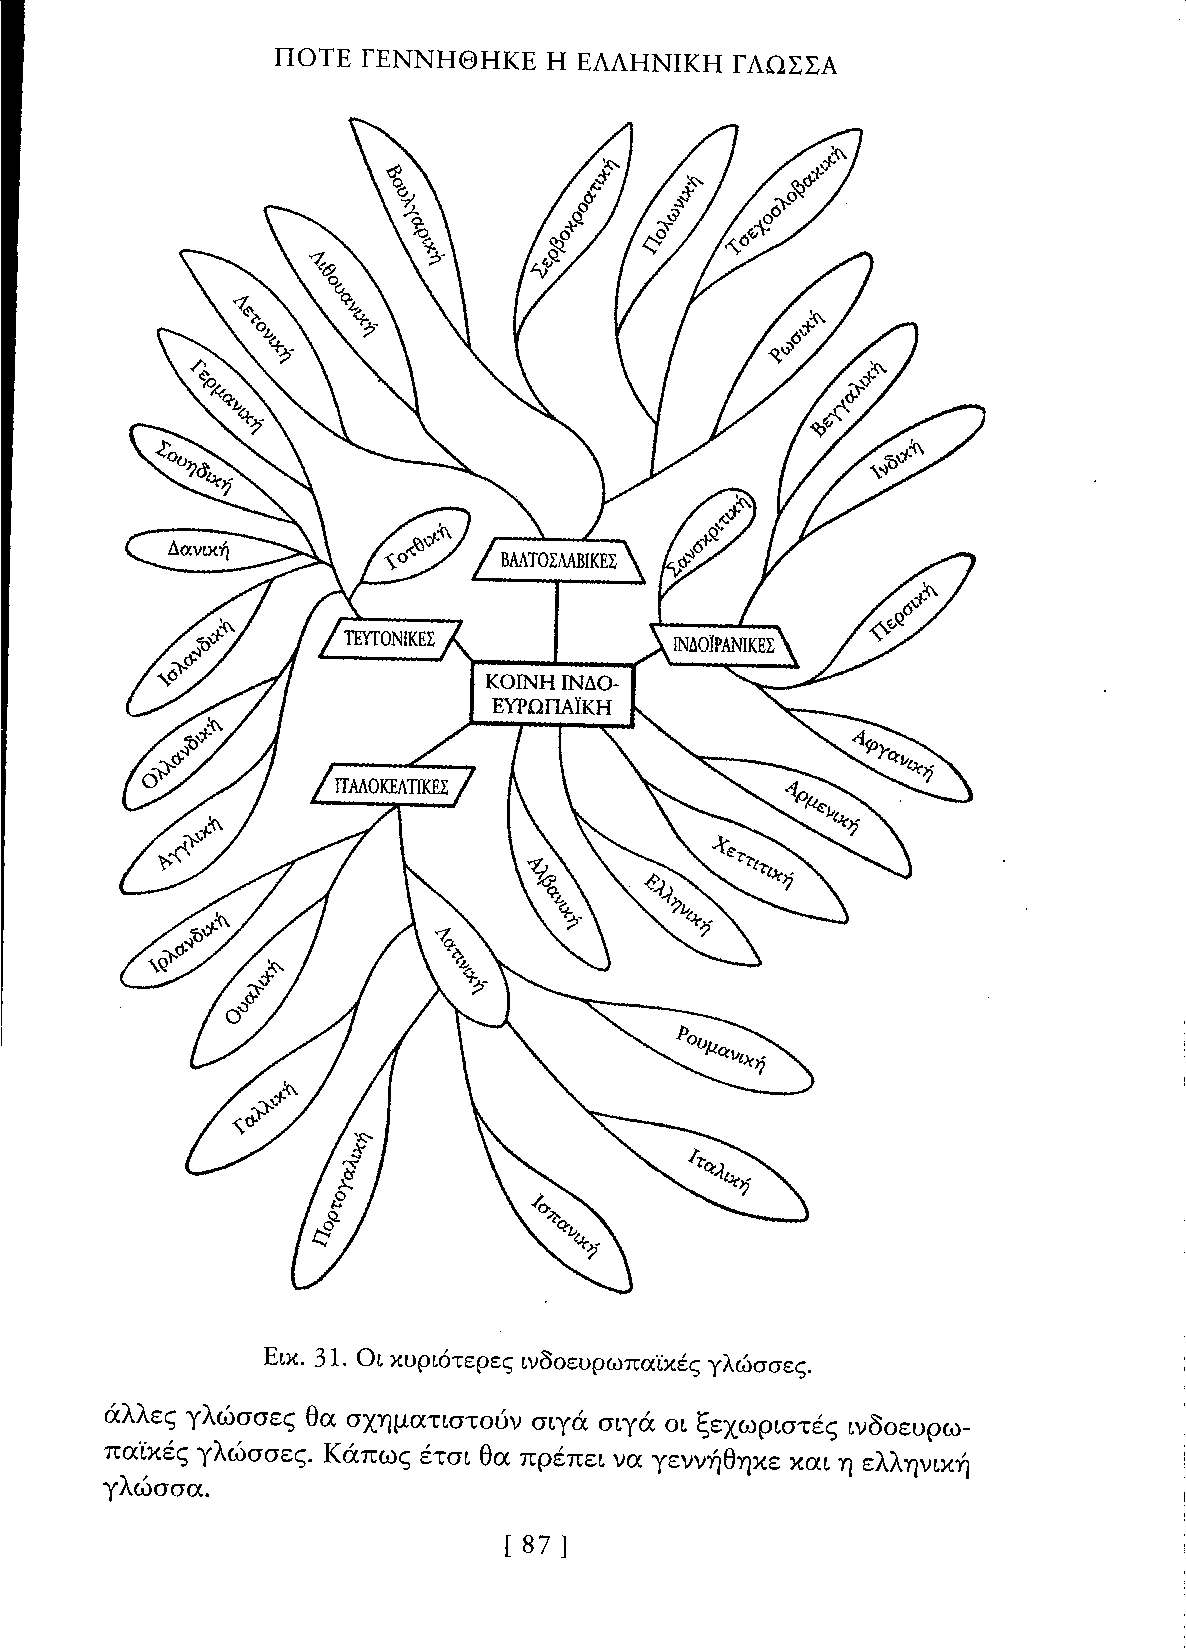 ΠΟΤΕ ΓΕΝΝΗΘΗΚΕ Η ΕΛΛΗΝΙΚΗ ΓΛΩΣΣΑ
Βουλγαρική
Σερβοκροατική
Πολωνική
Τσεχοσλοβακική
Λιθουανική
Λετονική
Ρωσική
Γερμανική
Βεγγαλική
Σουηδική
Ινδική
Δανική
Γοτθική
Σανσκριτική
ΒΑΛΤΟΣΛΑΒΙΚΕΣ
Ισλανδική
ΤΕΥΤΟΝΙΚΕΣ
ΙΝΔΟΪΡΑΝΙΚΕΣ
Περσική
ΚΟΙΝΗ ΙΝΔΟ-
ΕΥΡΩΠΑΪΚΗ
Ολλανδική
Αφγανική
ΙΤΑΛΟΚΕΛΤΙΚΕΣ
Αρμενική
Αγγλική
Χεττιτική
Αλβανική
Ελληνική
Ιρλανδική
Λατινική
Ουαλική
Ρουμανική
Γαλλική
Πορτογαλική
Ισπανική
Ιταλική
Εικ. 31. Οι κυριότερες ινδοευρωπαϊκές γλώσσες.
άλλες γλώσσες θα σχηματιστούν σιγά σιγά οι ξεχωριστές ινδοευρω-
παϊκές γλώσσες. Κάπως έτσι θα πρέπει να γεννήθηκε και η ελληνική
γλώσσα.
[ 87 ]